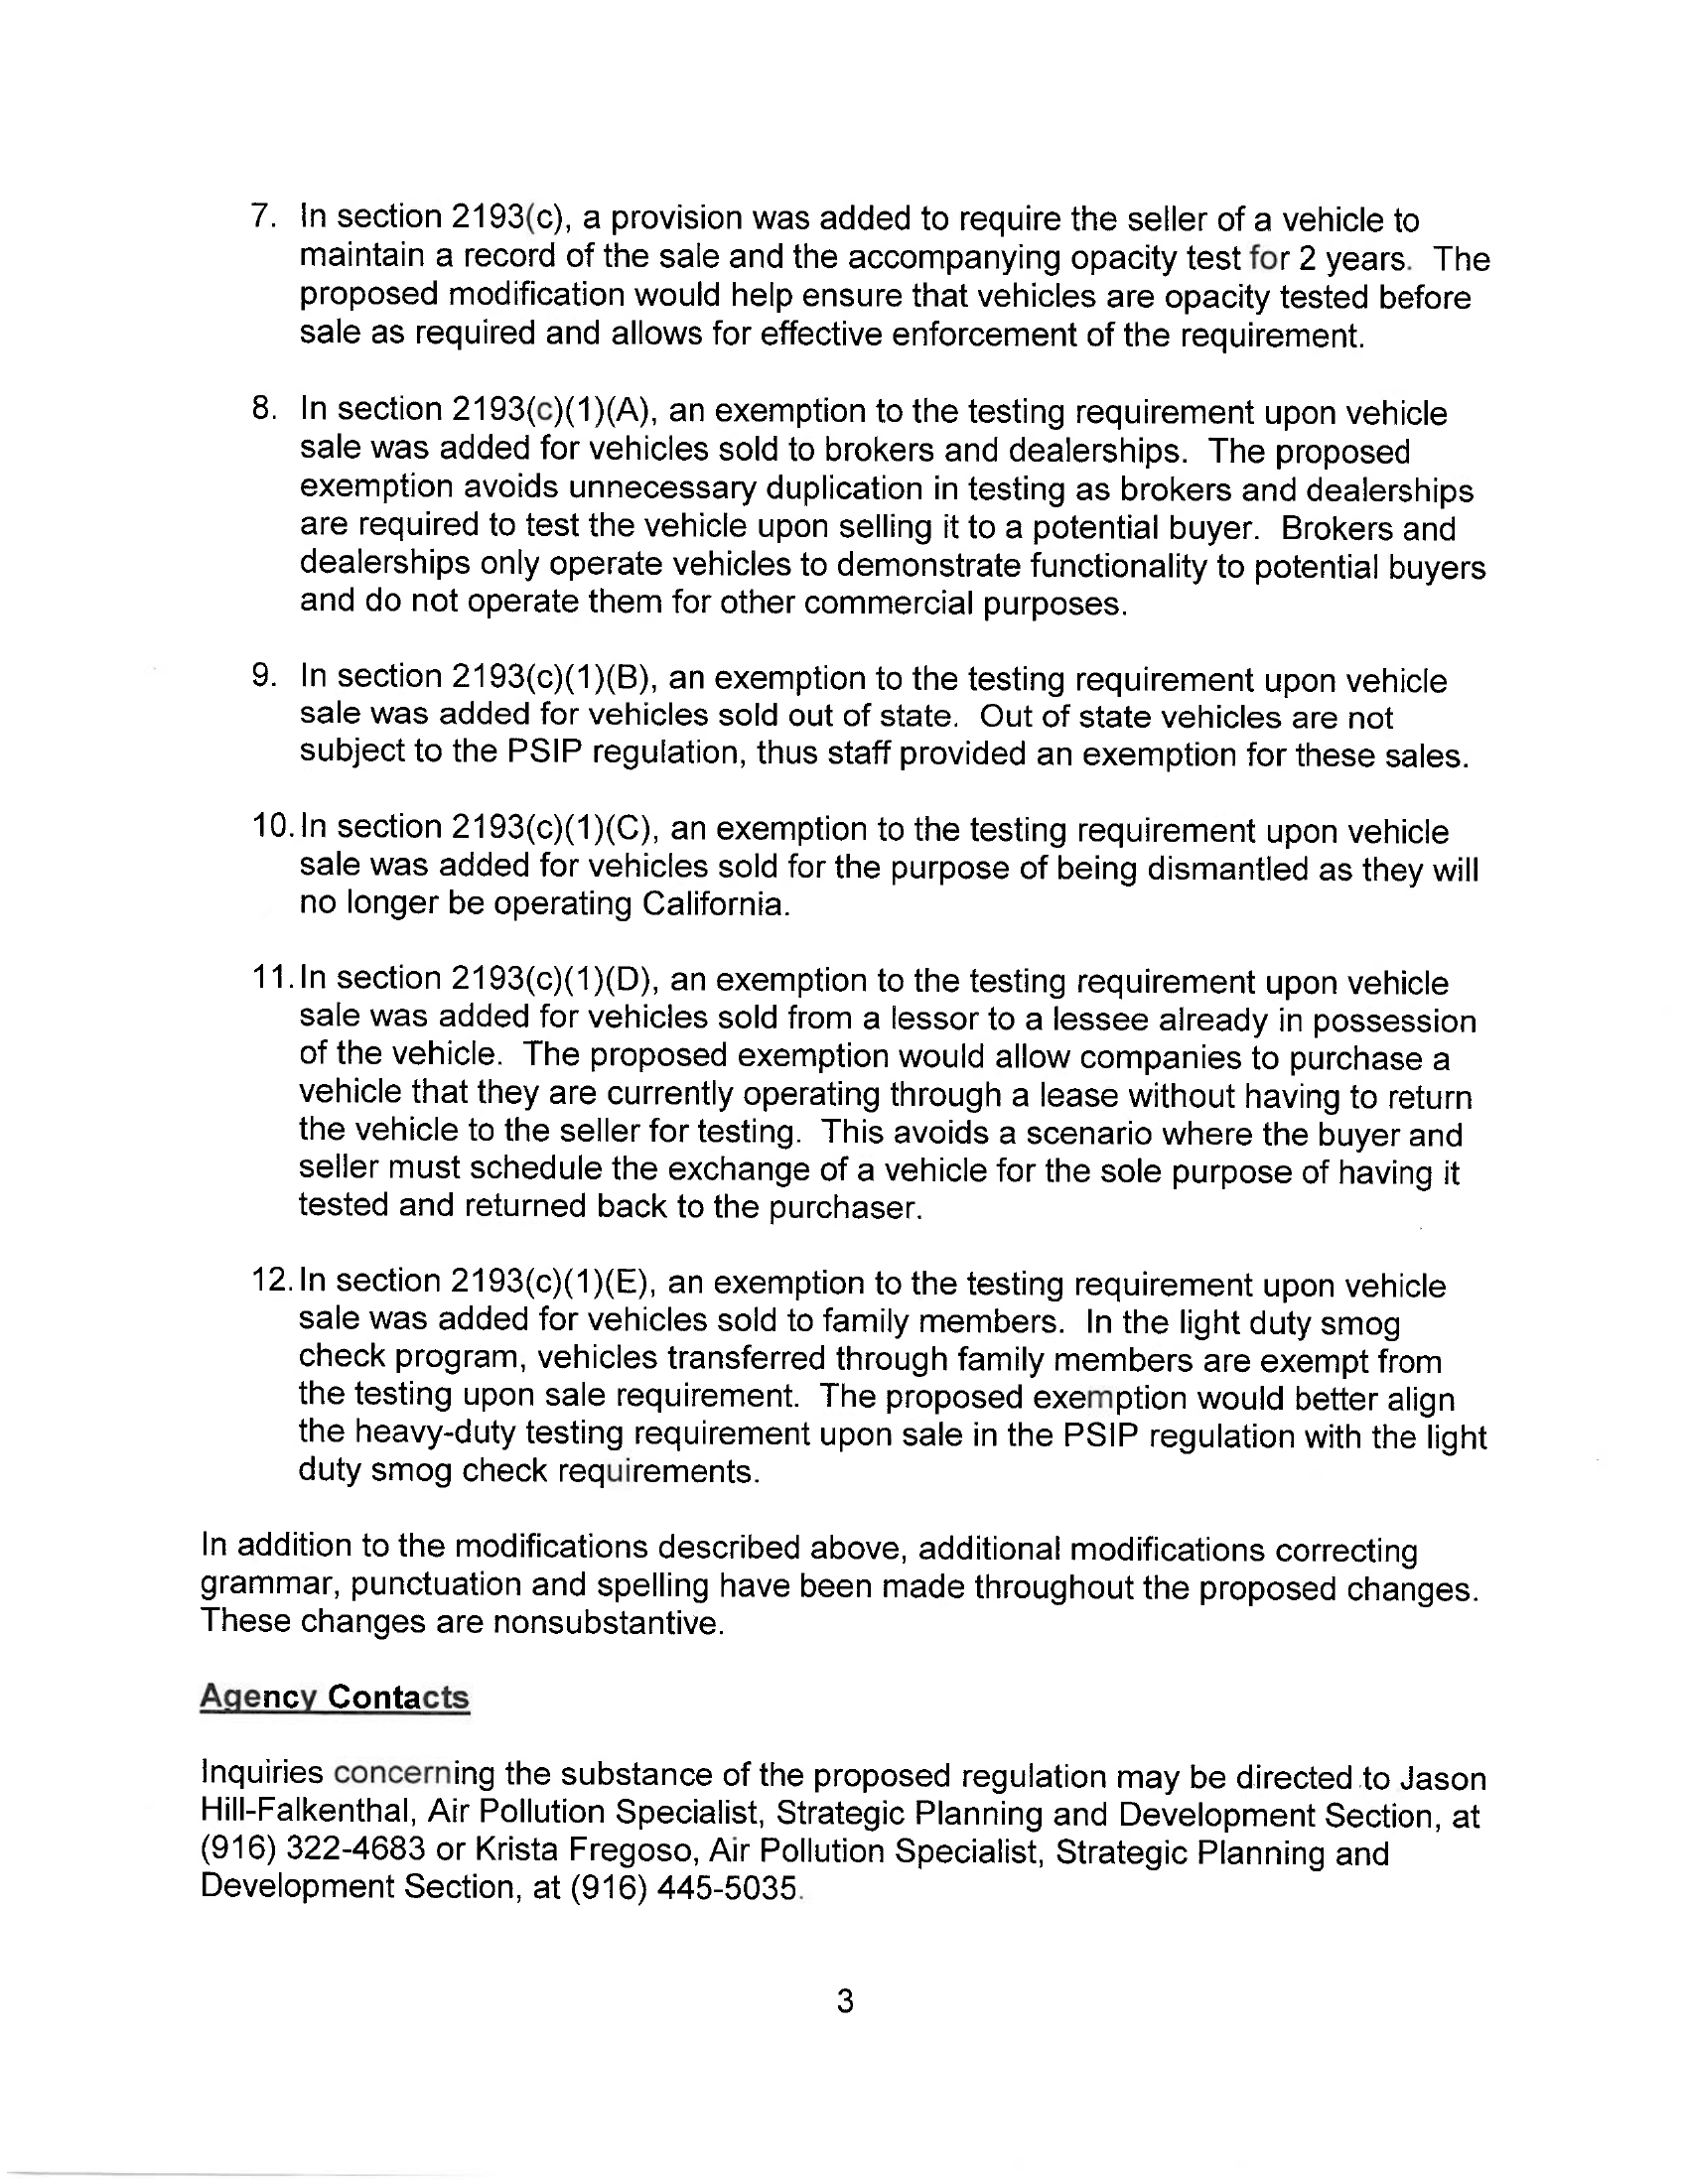 7. In section 2193(c), a provision was added to require the seller of a vehicle to
maintain a record of the sale and the accompanying opacity test for 2 years. The
proposed modification would help ensure that vehicles are opacity tested before
sale as required and allows for effective enforcement of the requirement.
8. In section 2193(c)(1)(A), an exemption to the testing requirement upon vehicle
sale was added for vehicles sold to brokers and dealerships. The proposed
exemption avoids unnecessary duplication in testing as brokers and dealerships
are required to test the vehicle upon selling it to a potential buyer. Brokers and
dealerships only operate vehicles to demonstrate functionality to potential buyers
and do not operate them for other commercial purposes.
9. In section 2193(c)(1)(B), an exemption to the testing requirement upon vehicle
sale was added for vehicles sold out of state. Out of state vehicles are not
subject to the PSIP regulation, thus staff provided an exemption for these sales.
10. In section 2193(c)(1)(C), an exemption to the testing requirement upon vehicle
sale was added for vehicles sold for the purpose of being dismantled as they will
no longer be operating California.
11. In section 2193(c)(1)(D), an exemption to the testing requirement upon vehicle
sale was added for vehicles sold from a lessor to a lessee already in possession
of the vehicle. The proposed exemption would allow companies to purchase a
vehicle that they are currently operating through a lease without having to return
the vehicle to the seller for testing. This avoids a scenario where the buyer and
seller must schedule the exchange of a vehicle for the sole purpose of having it
tested and returned back to the purchaser.
12. In section 2193(c)(1)(E), an exemption to the testing requirement upon vehicle
sale was added for vehicles sold to family members. In the light duty smog
check program, vehicles transferred through family members are exempt from
the testing upon sale requirement. The proposed exemption would better align
the heavy-duty testing requirement upon sale in the PSIP regulation with the light
duty smog check requirements.
In addition to the modifications described above, additional modifications correcting
grammar, punctuation and spelling have been made throughout the proposed changes.
These changes are nonsubstantive.
Agency Contacts
Inquiries concerning the substance of the proposed regulation may be directed to Jason
Hill-Falkenthal, Air Pollution Specialist, Strategic Planning and Development Section, at
(916) 322-4683 or Krista Fregoso, Air Pollution Specialist, Strategic Planning and
Development Section, at (916) 445-5035.
3